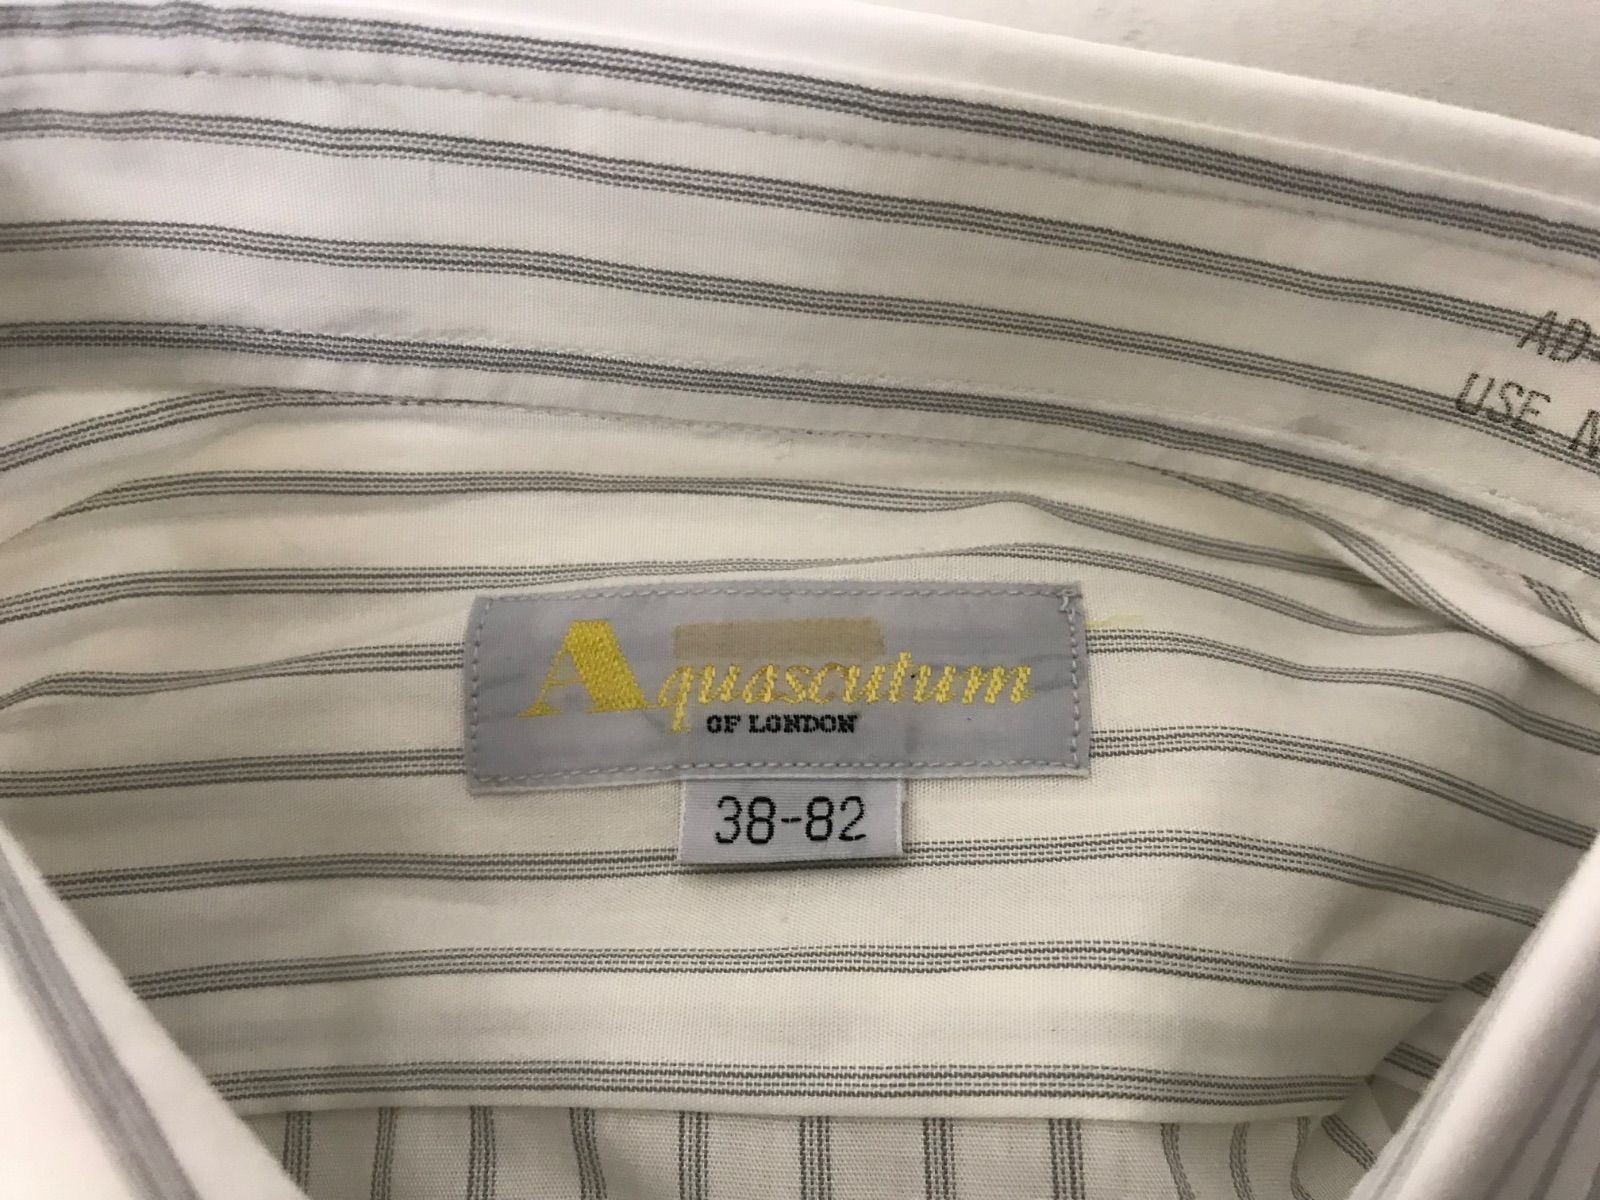 AD-
USE N
Aquascutum
OF LONDON
38-82